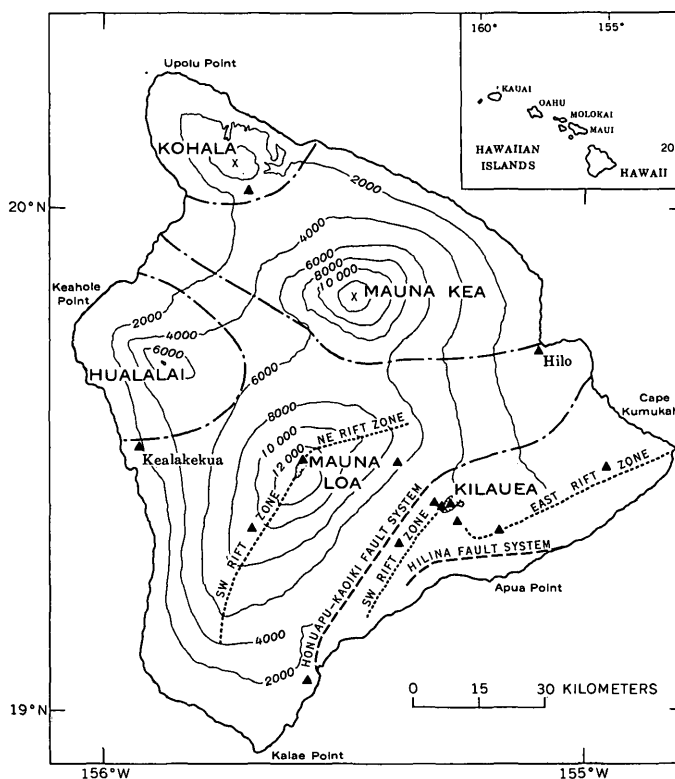 160°
155°
KAUAI
OAHU
MOLOKAI
MAUI
HAWAIIAN
ISLANDS
20
HAWAII
Upolu Point
KOHALA
X
2000
20°N
4000
6000
8000
10 000
X
MAUNA KEA
Keahole
Point
2000
4000
6000
HUALALAI
6000
Hilo
Cape
Kumukah
8000
NE RIFT ZONE
10 000
12 000
MAUNA
LOA
Kealakekua
KILAUEA
EAST RIFT ZONE
SW RIFT ZONE
HONUAPU-KAOIKI FAULT SYSTEM
SW RIFT ZONE
HILINA FAULT SYSTEM
Apua Point
4000
2000
0 15 30 KILOMETERS
19°N
Kalae Point
156°W
155°W